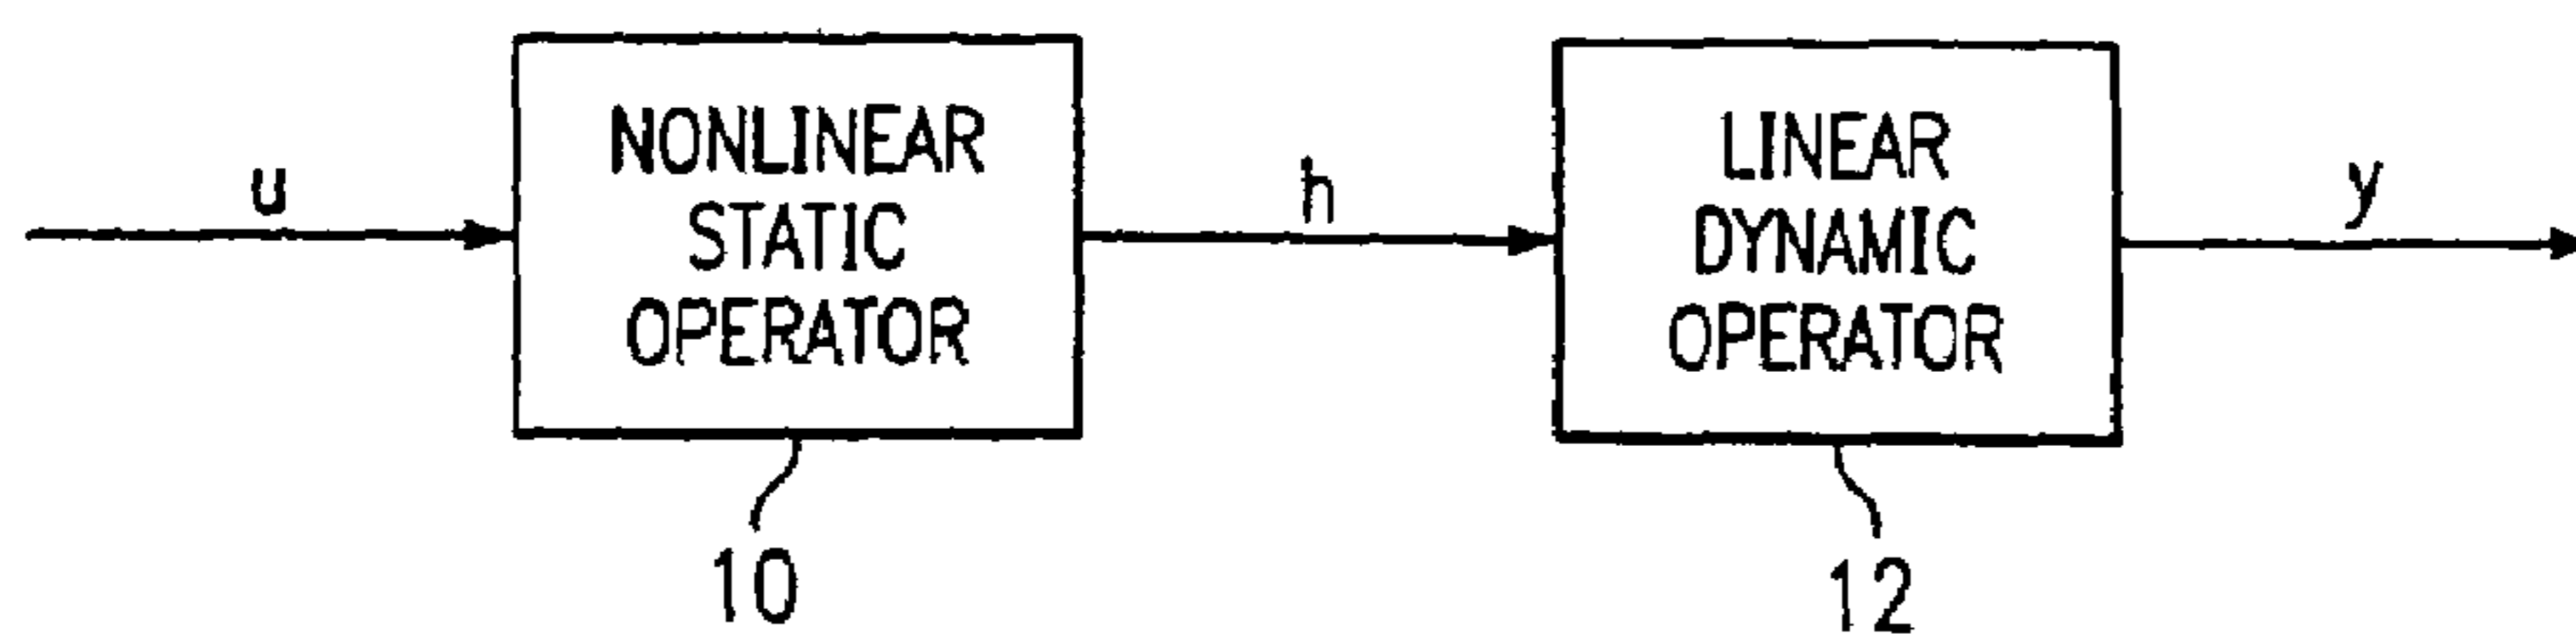 u
NONLINEAR
STATIC
OPERATOR
h
LINEAR
DYNAMIC
OPERATOR
y
10
12